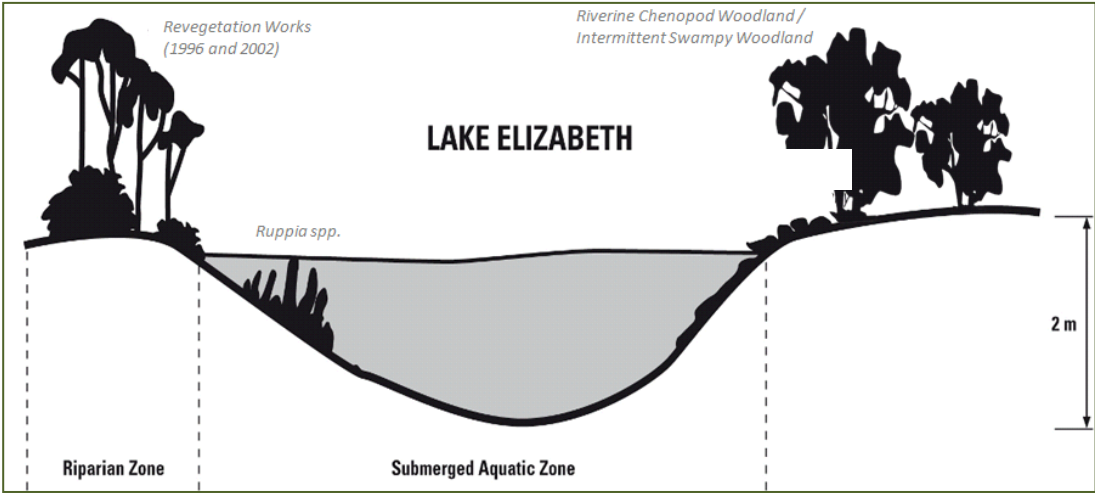 Revegetation Works
(1996 and 2002)
Riverine Chenopod Woodland /
Intermittent Swampy Woodland
LAKE ELIZABETH
Ruppia spp.
2 m
Riparian Zone
Submerged Aquatic Zone